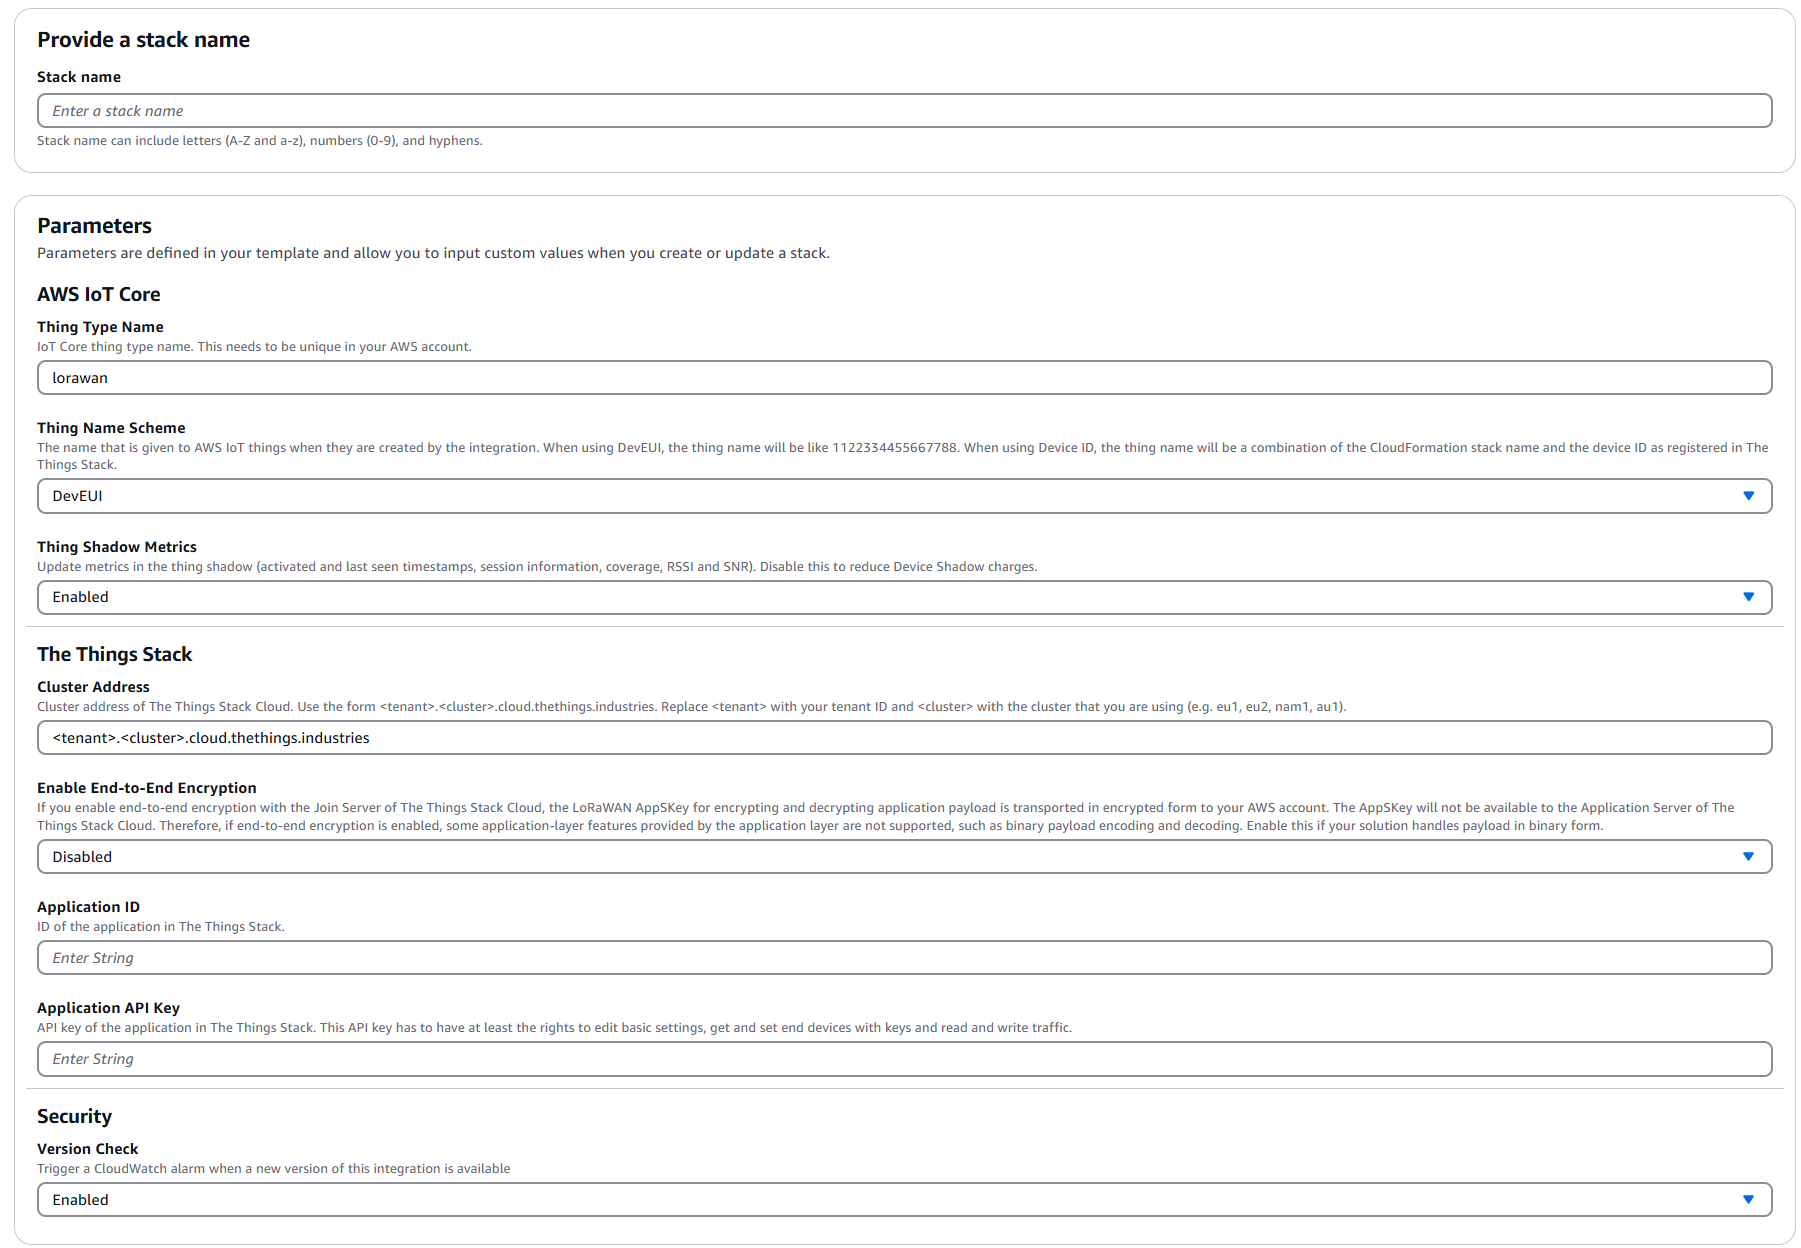 Provide a stack name
Stack name
Enter a stack name
Stack name can include letters (A-Z and a-z), numbers (0-9), and hyphens.
Parameters
Parameters are defined in your template and allow you to input custom values when you create or update a stack.
AWS IoT Core
Thing Type Name
IoT Core thing type name. This needs to be unique in your AWS account.
lorawan
Thing Name Scheme
The name that is given to AWS IoT things when they are created by the integration. When using DevEUI, the thing name will be like 1122334455667788. When using Device ID, the thing name will be a combination of the CloudFormation stack name and the device ID as registered in The
Things Stack.
DevEUI
Thing Shadow Metrics
Update metrics in the thing shadow (activated and last seen timestamps, session information, coverage, RSSI and SNR). Disable this to reduce Device Shadow charges.
Enabled
The Things Stack
Cluster Address
Cluster address of The Things Stack Cloud. Use the form <tenant>.<cluster>.cloud.thethings.industries. Replace <tenant> with your tenant ID and <cluster> with the cluster that you are using (e.g. eu1, eu2, nam1, au1).
<tenant>.<cluster>.cloud.thethings.industries
Enable End-to-End Encryption
If you enable end-to-end encryption with the Join Server of The Things Stack Cloud, the LoRaWAN AppSKey for encrypting and decrypting application payload is transported in encrypted form to your AWS account. The AppSKey will not be available to the Application Server of The
Things Stack Cloud. Therefore, if end-to-end encryption is enabled, some application-layer features provided by the application layer are not supported, such as binary payload encoding and decoding. Enable this if your solution handles payload in binary form.
Disabled
Application ID
ID of the application in The Things Stack.
Enter String
Application API Key
API key of the application in The Things Stack. This API key has to have at least the rights to edit basic settings, get and set end devices with keys and read and write traffic.
Enter String
Security
Version Check
Trigger a CloudWatch alarm when a new version of this integration is available
Enabled